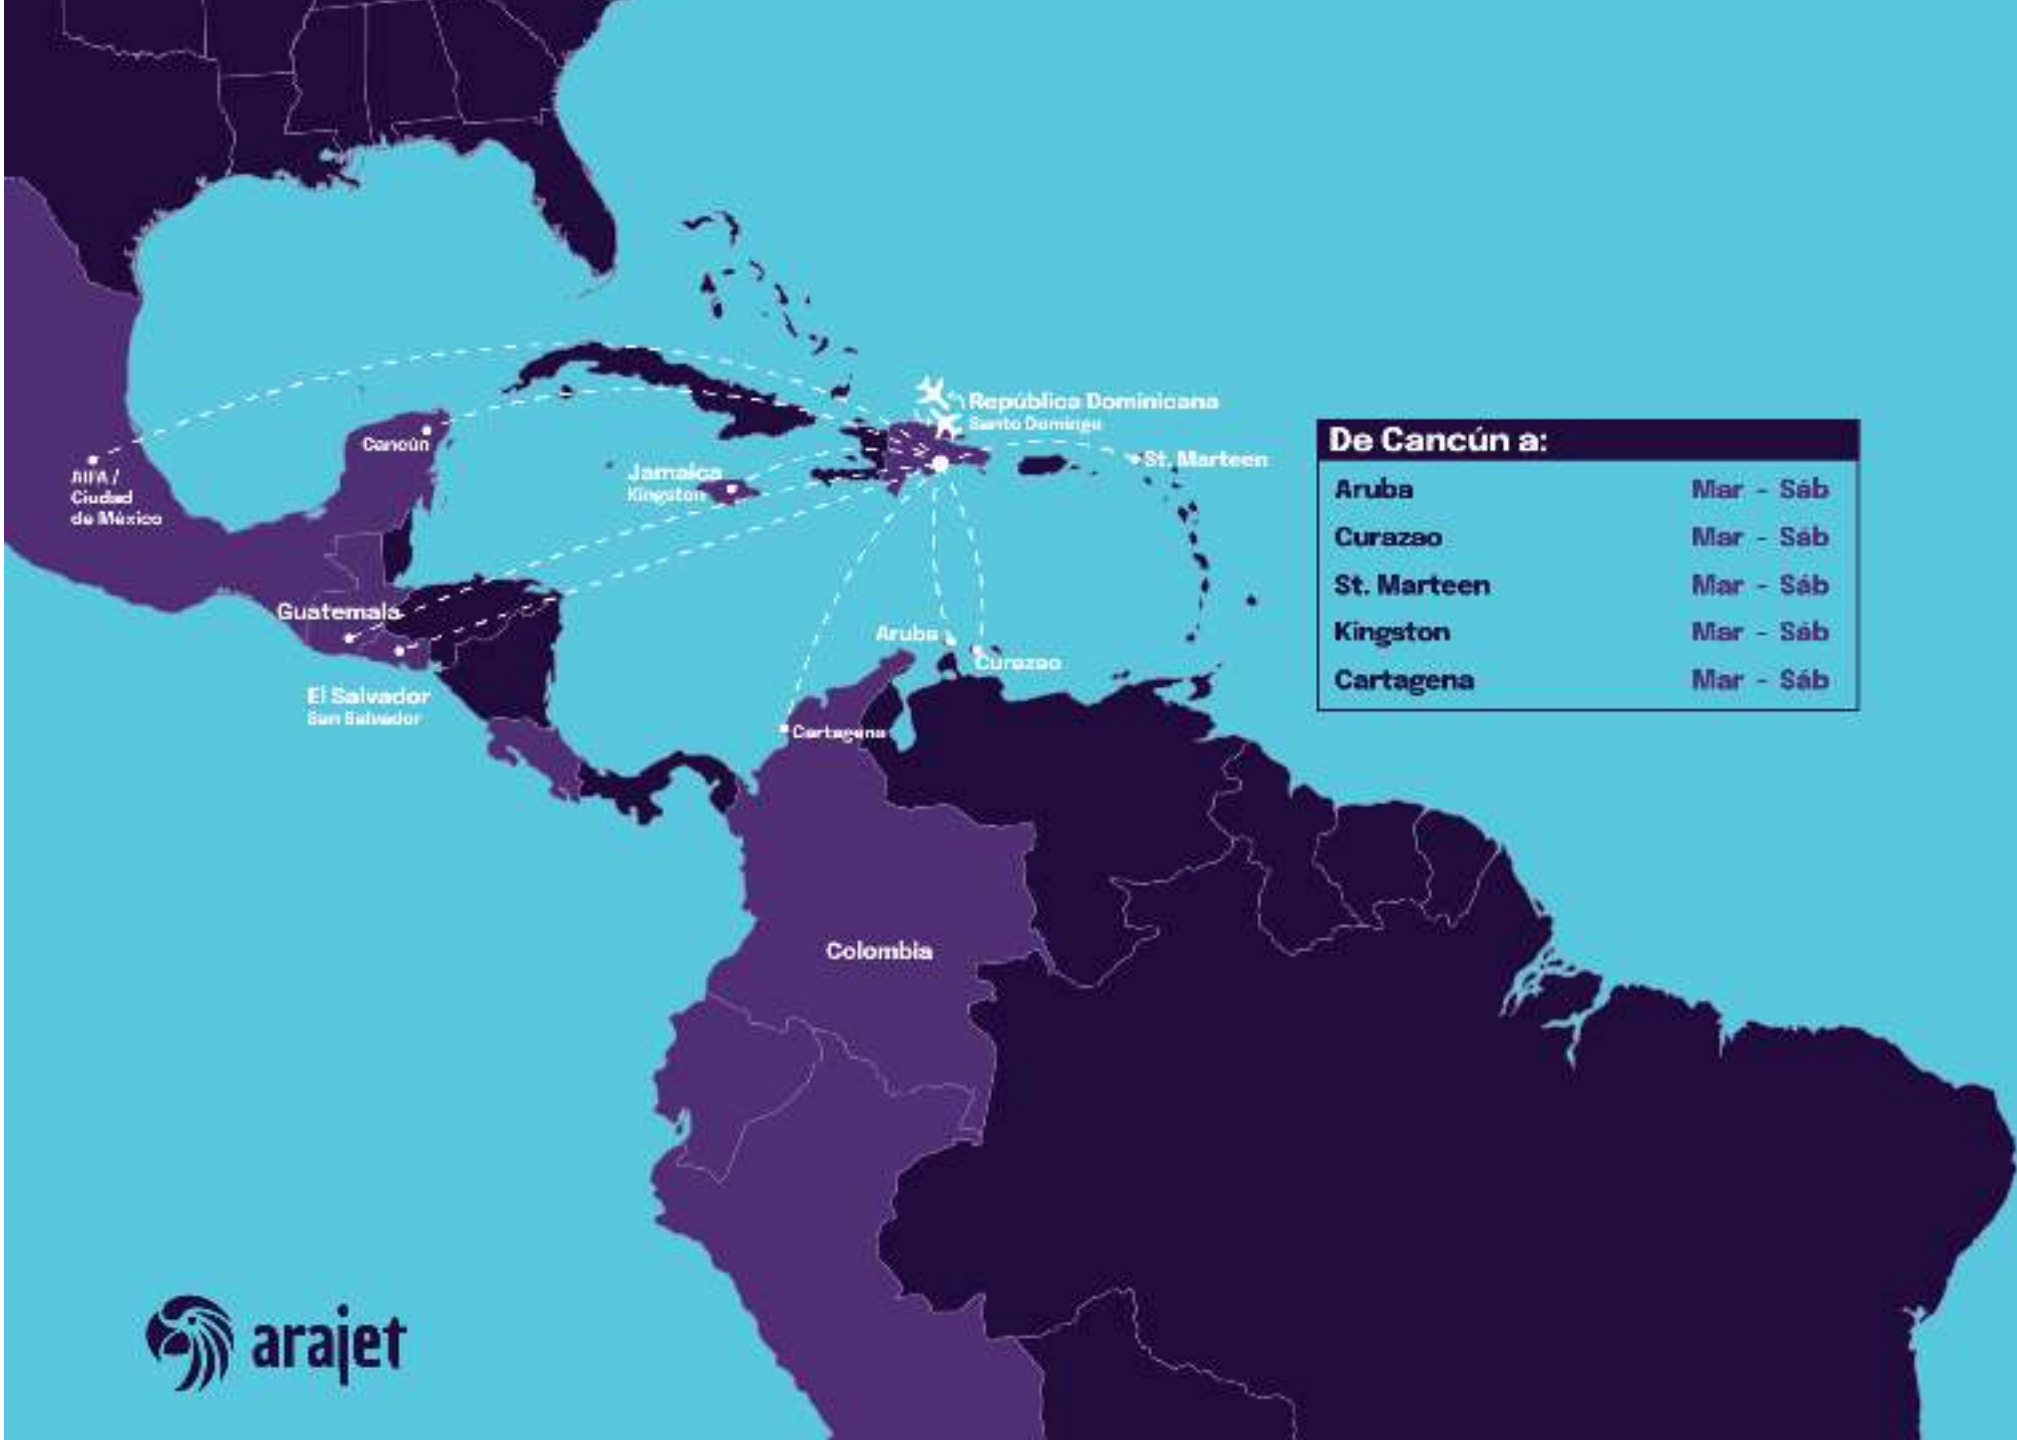 República Dominicana
Santo Domingo
Cancún
AIFA /
Ciudad
de México
Jamaica
Kingston
St. Marteen
Guatemala
El Salvador
San Salvador
Aruba
Curazao
Cartagena
Colombia
De Cancún a:
Aruba Mar - Sáb
Curazao Mar - Sáb
St. Marteen Mar - Sáb
Kingston Mar - Sáb
Cartagena Mar - Sáb
arajet